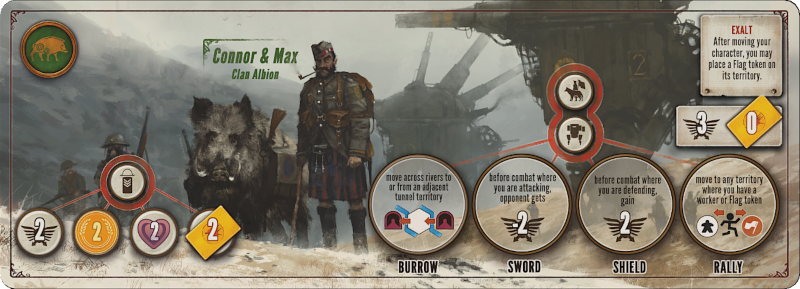 Connor & Max
Clan Albion
EXALT
After moving your
character, you may
place a Flag token on
its territory.
3
0
2
2
2
2
2
move across rivers to
or from an adjacent
tunnel territory
BURROW
before combat where
you are attacking,
opponent gets
-2
SWORD
before combat where
you are defending,
gain
2
SHIELD
move to any territory
where you have a
worker or Flag token
RALLY